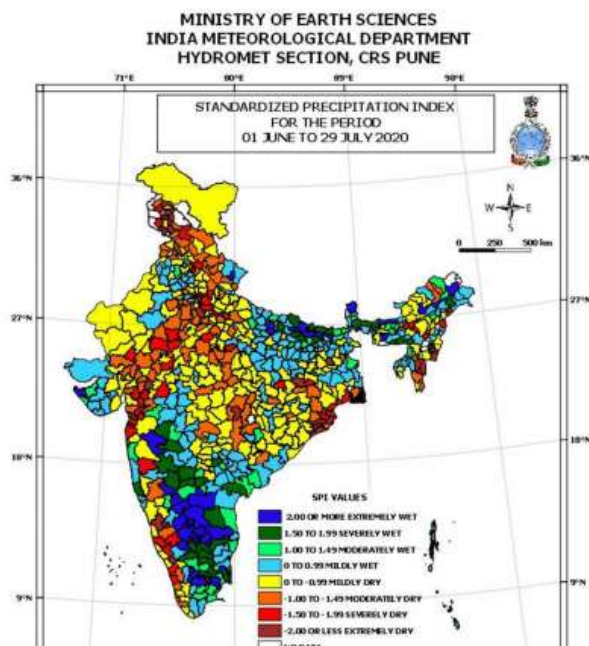 MINISTRY OF EARTH SCIENCES
INDIA METEOROLOGICAL DEPARTMENT
HYDROMET SECTION, CRS PUNE
71°E 80°E 89°E 98°E
STANDARDIZED PRECIPITATION INDEX
FOR THE PERIOD
01 JUNE TO 29 JULY 2020
36°N 36°N
N
W E
S
0 250 500 km
27°N 27°N
18°N 18°N
SPI VALUES
2.00 OR MORE EXTREMELY WET
1.50 TO 1.99 SEVERELY WET
1.00 TO 1.49 MODERATELY WET
0 TO 0.99 MILDLY WET
9°N 0 TO -0.99 MILDLY DRY 9°N
-1.00 TO -1.49 MODERATELY DRY
-1.50 TO -1.99 SEVERELY DRY
-2.00 OR LESS EXTREMELY DRY